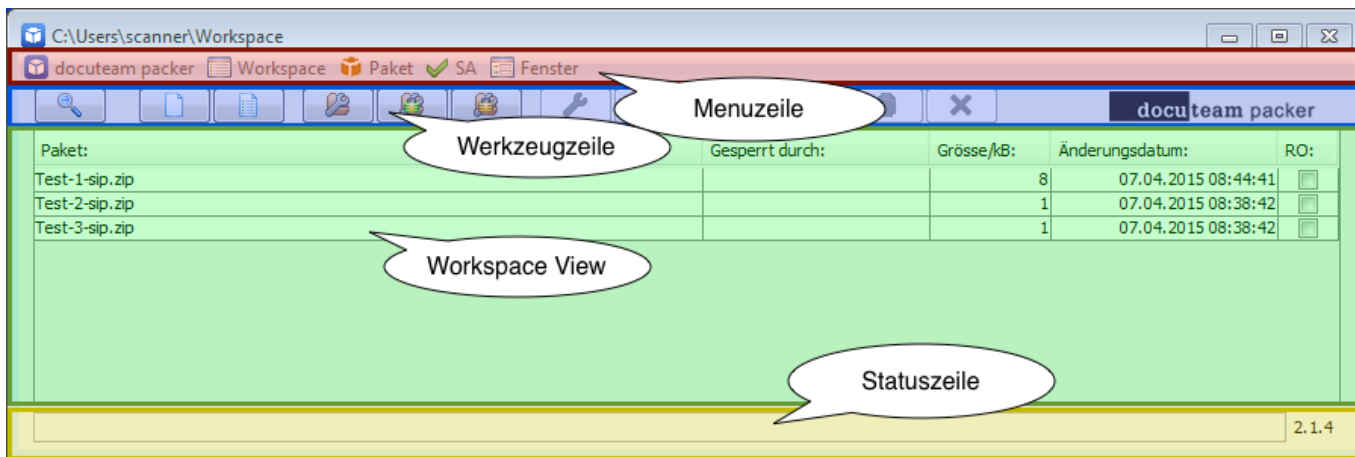 C:\Users\scanner\Workspace
docuteam packer Workspace Paket SA Fenster
Menuzeile
docuteam packer
Werkzeugzeile
Paket: Gesperrt durch: Grösse/kB: Änderungsdatum: RO:
Test-1-sip.zip 8 07.04.2015 08:44:41
Test-2-sip.zip 1 07.04.2015 08:38:42
Test-3-sip.zip 1 07.04.2015 08:38:42
Workspace View
Statuszeile
2.1.4